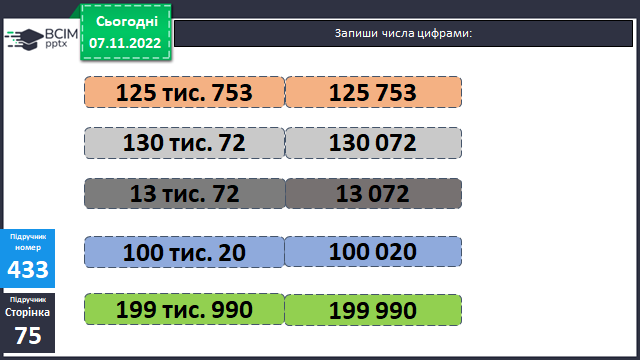 ВСІМ
pptx
Сьогодні
07.11.2022
Запиши числа цифрами:
125 тис. 753 125 753
130 тис. 72 130 072
13 тис. 72 13 072
100 тис. 20 100 020
199 тис. 990 199 990
Підручник
номер
433
Підручник
Сторінка
75